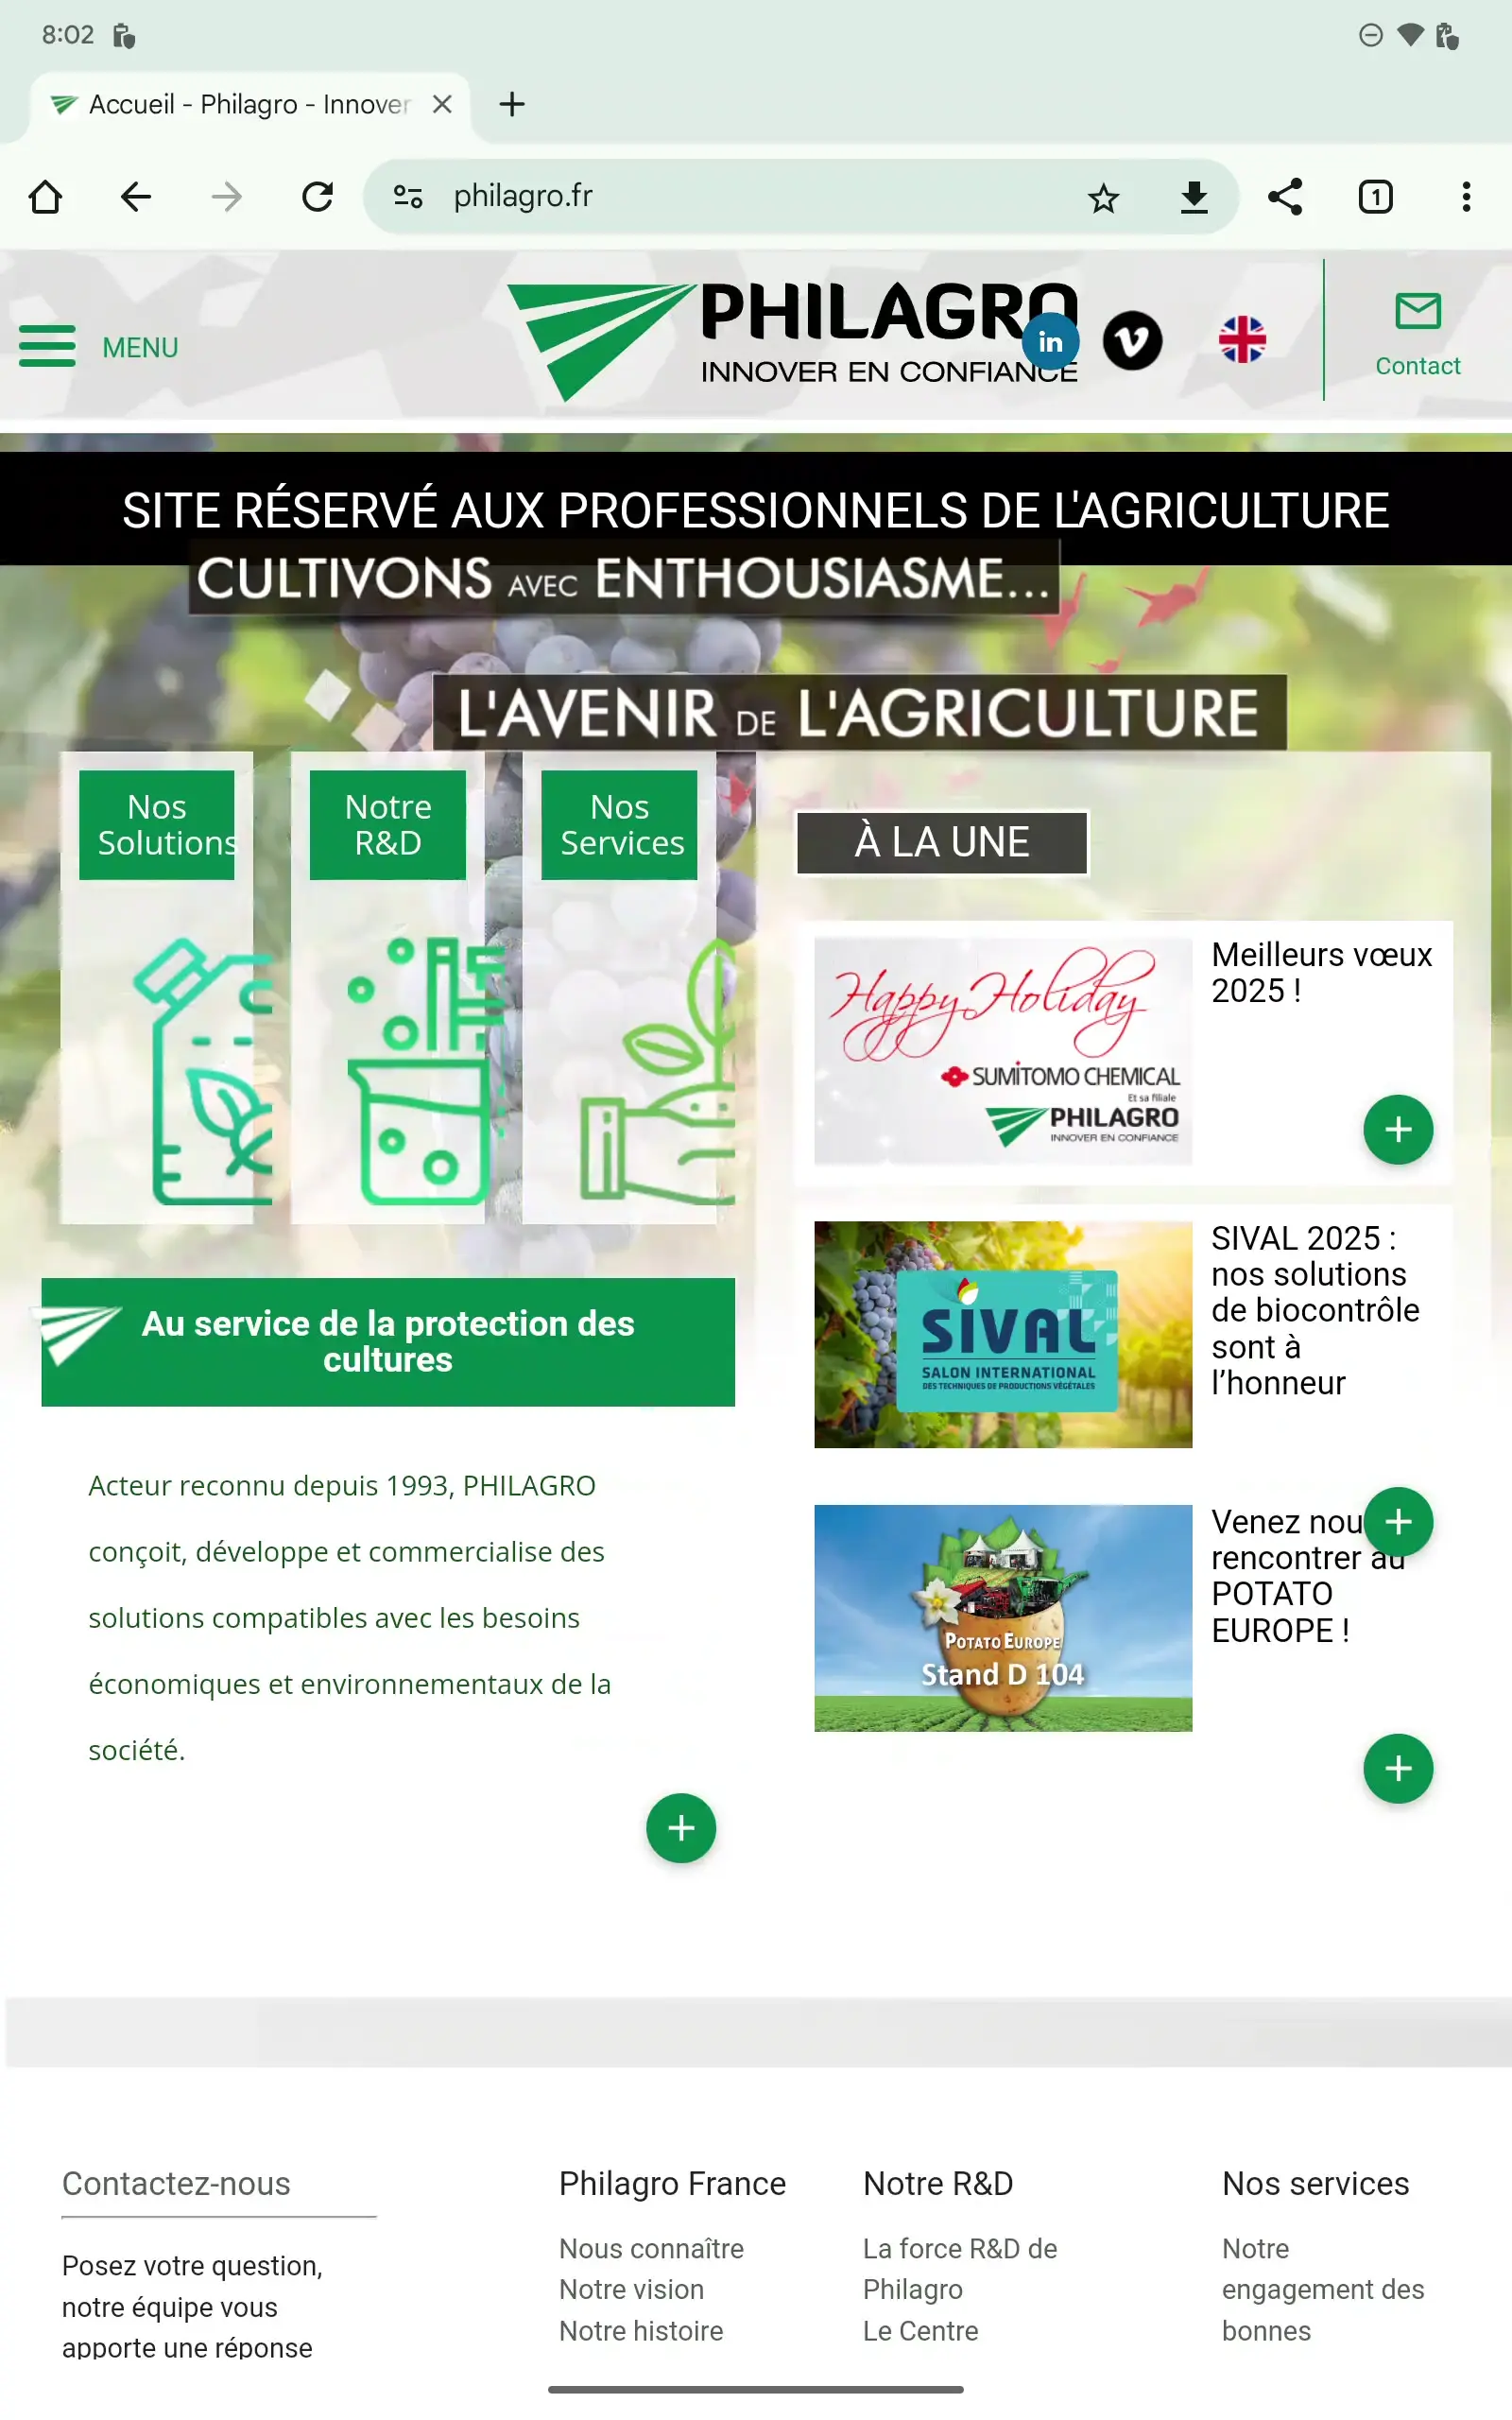 8:02
Accueil - Philagro - Innover
philagro.fr
1
MENU
PHILAGRO
INNOVER EN CONFIANCE
in
Contact
SITE RÉSERVÉ AUX PROFESSIONNELS DE L'AGRICULTURE
CULTIVONS AVEC ENTHOUSIASME...
L'AVENIR DE L'AGRICULTURE
Nos
Solutions
Notre
R&D
Nos
Services
Au service de la protection des
cultures
Acteur reconnu depuis 1993, PHILAGRO
conçoit, développe et commercialise des
solutions compatibles avec les besoins
économiques et environnementaux de la
société.
À LA UNE
Happy Holiday
SUMITOMO CHEMICAL
Et sa filiale
PHILAGRO
INNOVER EN CONFIANCE
Meilleurs vœux
2025 !
SIVAL
SALON INTERNATIONAL
DES TECHNIQUES DE PRODUCTIONS VÉGÉTALES
SIVAL 2025 :
nos solutions
de biocontrôle
sont à
l’honneur
POTATO EUROPE
Stand D 104
Venez nou
rencontrer au
POTATO
EUROPE !
Contactez-nous
Posez votre question,
notre équipe vous
apporte une réponse
Philagro France
Nous connaître
Notre vision
Notre histoire
Notre R&D
La force R&D de
Philagro
Le Centre
Nos services
Notre
engagement des
bonnes